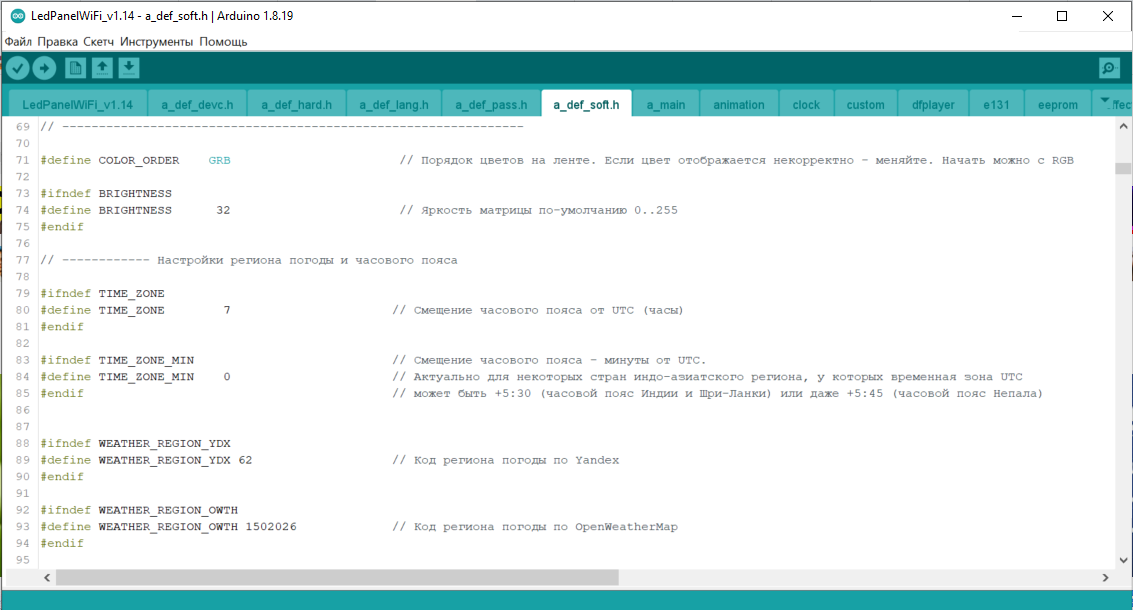 LedPanelWiFi_v1.14 - a_def_soft.h | Arduino 1.8.19
Файл Правка Скетч Инструменты Помощь
LedPanelWiFi_v1.14 a_def_devc.h a_def_hard.h a_def_lang.h a_def_pass.h a_def_soft.h a_main animation clock custom dfplayer e131 eeprom ffec
69 // ---------------------------------------------------------------
70
71 #define COLOR_ORDER GRB // Порядок цветов на ленте. Если цвет отображается некорректно - меняйте. Начать можно с RGB
72
73 #ifndef BRIGHTNESS
74 #define BRIGHTNESS 32 // Яркость матрицы по-умолчанию 0..255
75 #endif
76
77 // ------------ Настройки региона погоды и часового пояса
78
79 #ifndef TIME_ZONE
80 #define TIME_ZONE 7 // Смещение часового пояса от UTC (часы)
81 #endif
82
83 #ifndef TIME_ZONE_MIN // Смещение часового пояса - минуты от UTC.
84 #define TIME_ZONE_MIN 0 // Актуально для некоторых стран индо-азиатского региона, у которых временная зона UTC
85 #endif // может быть +5:30 (часовой пояс Индии и Шри-Ланки) или даже +5:45 (часовой пояс Непала)
86
87
88 #ifndef WEATHER_REGION_YDX
89 #define WEATHER_REGION_YDX 62 // Код региона погоды по Yandex
90 #endif
91
92 #ifndef WEATHER_REGION_OWTH
93 #define WEATHER_REGION_OWTH 1502026 // Код региона погоды по OpenWeatherMap
94 #endif
95